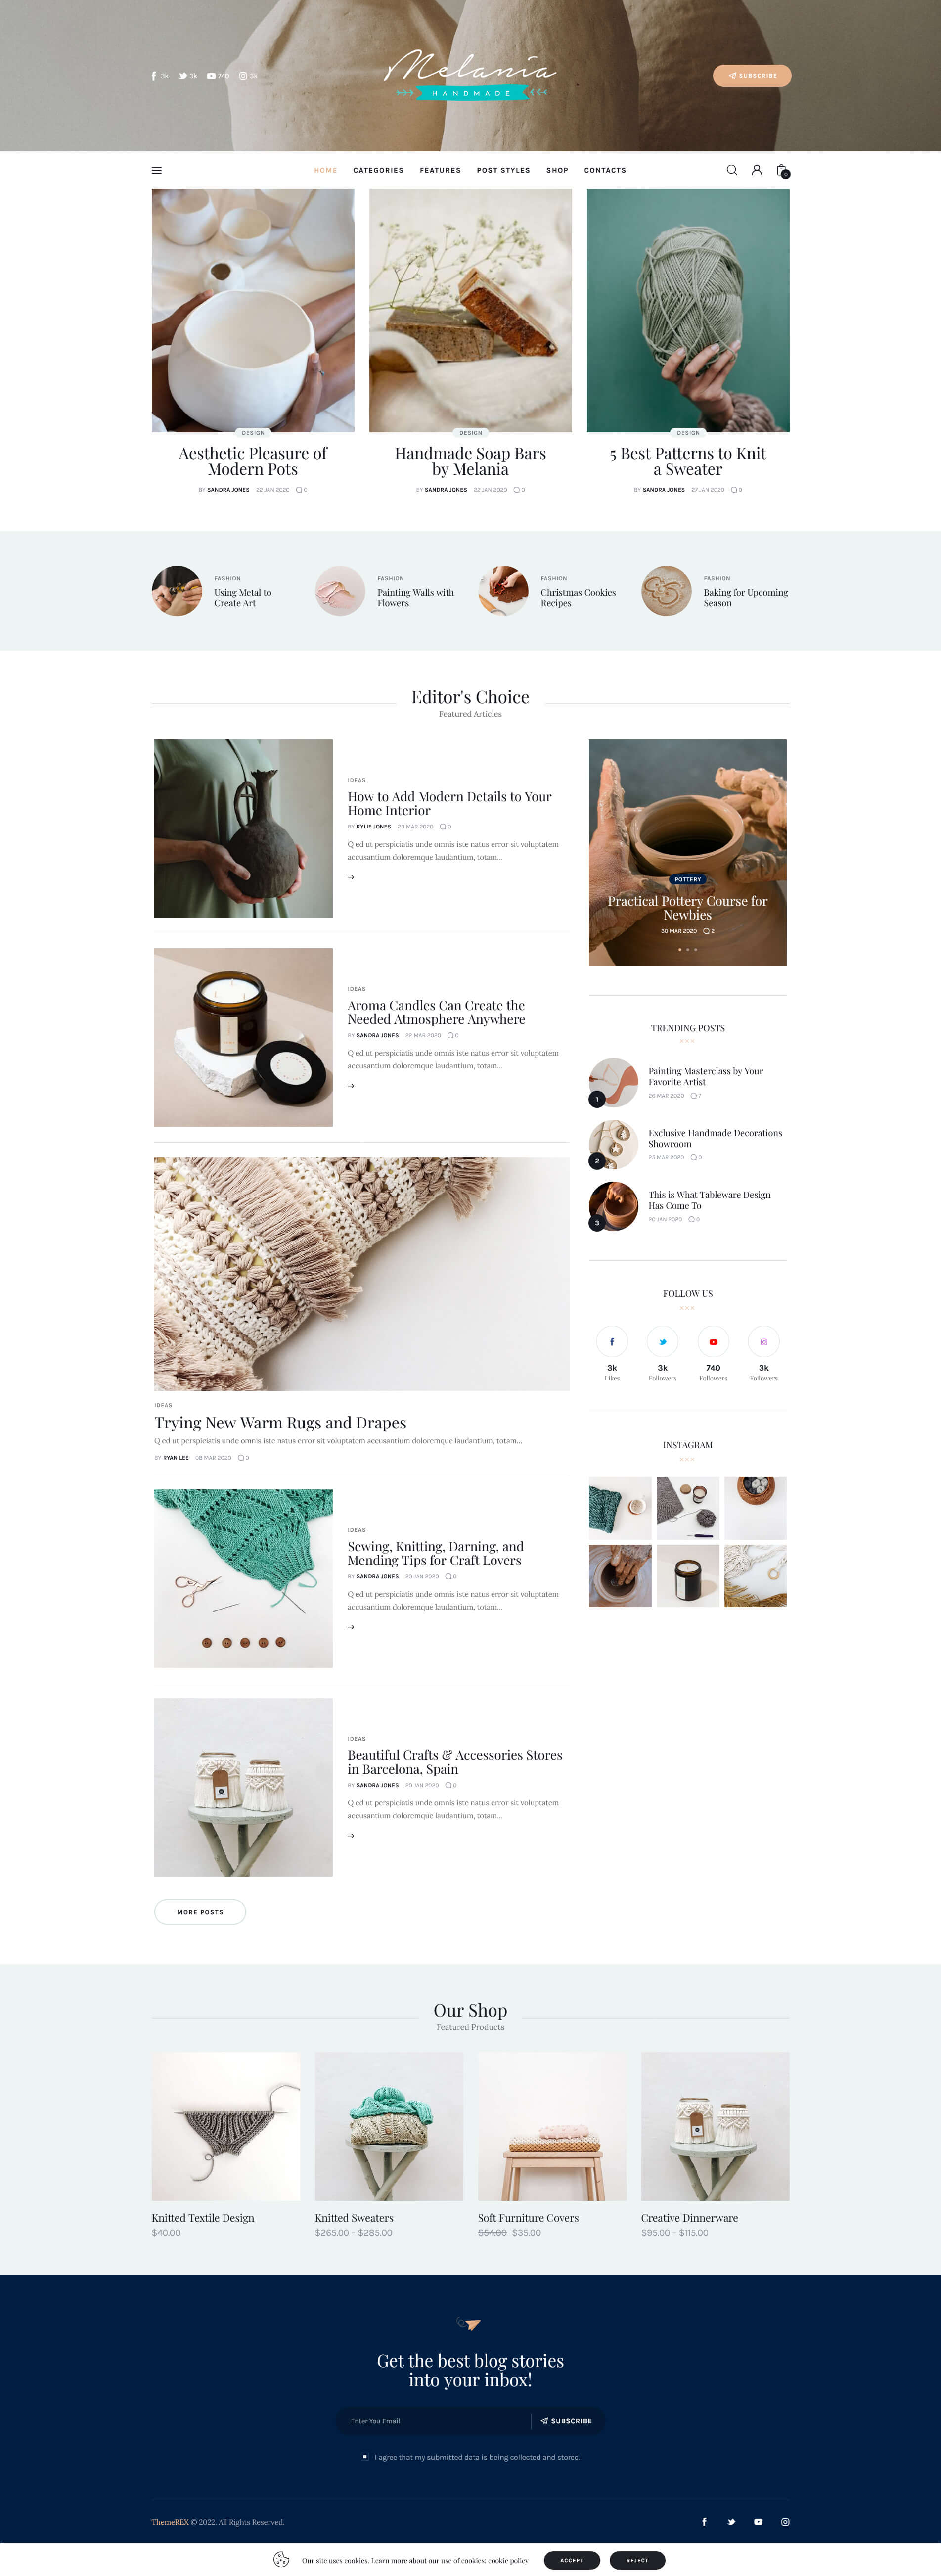 3k 3k 740 3k
Melania
HANDMADE
SUBSCRIBE
HOME CATEGORIES FEATURES POST STYLES SHOP CONTACTS
0
DESIGN
Aesthetic Pleasure of
Modern Pots
BY SANDRA JONES 22 JAN 2020 0
DESIGN
Handmade Soap Bars
by Melania
BY SANDRA JONES 22 JAN 2020 0
DESIGN
5 Best Patterns to Knit
a Sweater
BY SANDRA JONES 27 JAN 2020 0
FASHION
Using Metal to
Create Art
FASHION
Painting Walls with
Flowers
FASHION
Christmas Cookies
Recipes
FASHION
Baking for Upcoming
Season
Editor's Choice
Featured Articles
IDEAS
How to Add Modern Details to Your
Home Interior
BY KYLIE JONES 23 MAR 2020 0
Q ed ut perspiciatis unde omnis iste natus error sit voluptatem
accusantium doloremque laudantium, totam...
IDEAS
Aroma Candles Can Create the
Needed Atmosphere Anywhere
BY SANDRA JONES 22 MAR 2020 0
Q ed ut perspiciatis unde omnis iste natus error sit voluptatem
accusantium doloremque laudantium, totam...
IDEAS
Trying New Warm Rugs and Drapes
Q ed ut perspiciatis unde omnis iste natus error sit voluptatem accusantium doloremque laudantium, totam...
BY RYAN LEE 08 MAR 2020 0
IDEAS
Sewing, Knitting, Darning, and
Mending Tips for Craft Lovers
BY SANDRA JONES 20 JAN 2020 0
Q ed ut perspiciatis unde omnis iste natus error sit voluptatem
accusantium doloremque laudantium, totam...
IDEAS
Beautiful Crafts & Accessories Stores
in Barcelona, Spain
BY SANDRA JONES 20 JAN 2020 0
Q ed ut perspiciatis unde omnis iste natus error sit voluptatem
accusantium doloremque laudantium, totam...
MORE POSTS
POTTERY
Practical Pottery Course for
Newbies
30 MAR 2020 2
TRENDING POSTS
1
Painting Masterclass by Your
Favorite Artist
26 MAR 2020 7
2
Exclusive Handmade Decorations
Showroom
25 MAR 2020 0
3
This is What Tableware Design
Has Come To
20 JAN 2020 0
FOLLOW US
3k 3k 740 3k
Likes Followers Followers Followers
INSTAGRAM
Our Shop
Featured Products
Knitted Textile Design
$40.00
Knitted Sweaters
$265.00 – $285.00
Soft Furniture Covers
$54.00 $35.00
Creative Dinnerware
$95.00 – $115.00
Get the best blog stories
into your inbox!
Enter You Email
SUBSCRIBE
I agree that my submitted data is being collected and stored.
ThemeREX © 2022. All Rights Reserved.
Our site uses cookies. Learn more about our use of cookies: cookie policy
ACCEPT
REJECT